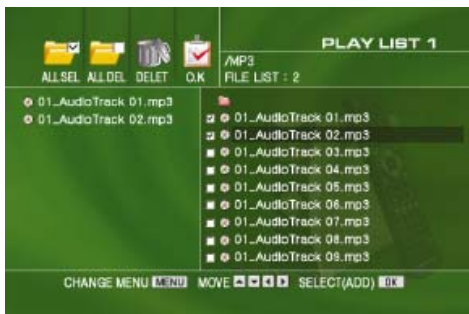 PLAY LIST 1
ALL SEL ALL DEL DELET O.K
/MP3
FILE LIST : 2
01_AudioTrack 01.mp3
01_AudioTrack 02.mp3
01_AudioTrack 01.mp3
01_AudioTrack 02.mp3
01_AudioTrack 03.mp3
01_AudioTrack 04.mp3
01_AudioTrack 05.mp3
01_AudioTrack 06.mp3
01_AudioTrack 07.mp3
01_AudioTrack 08.mp3
01_AudioTrack 09.mp3
CHANGE MENU MENU MOVE SELECT(ADD) OK